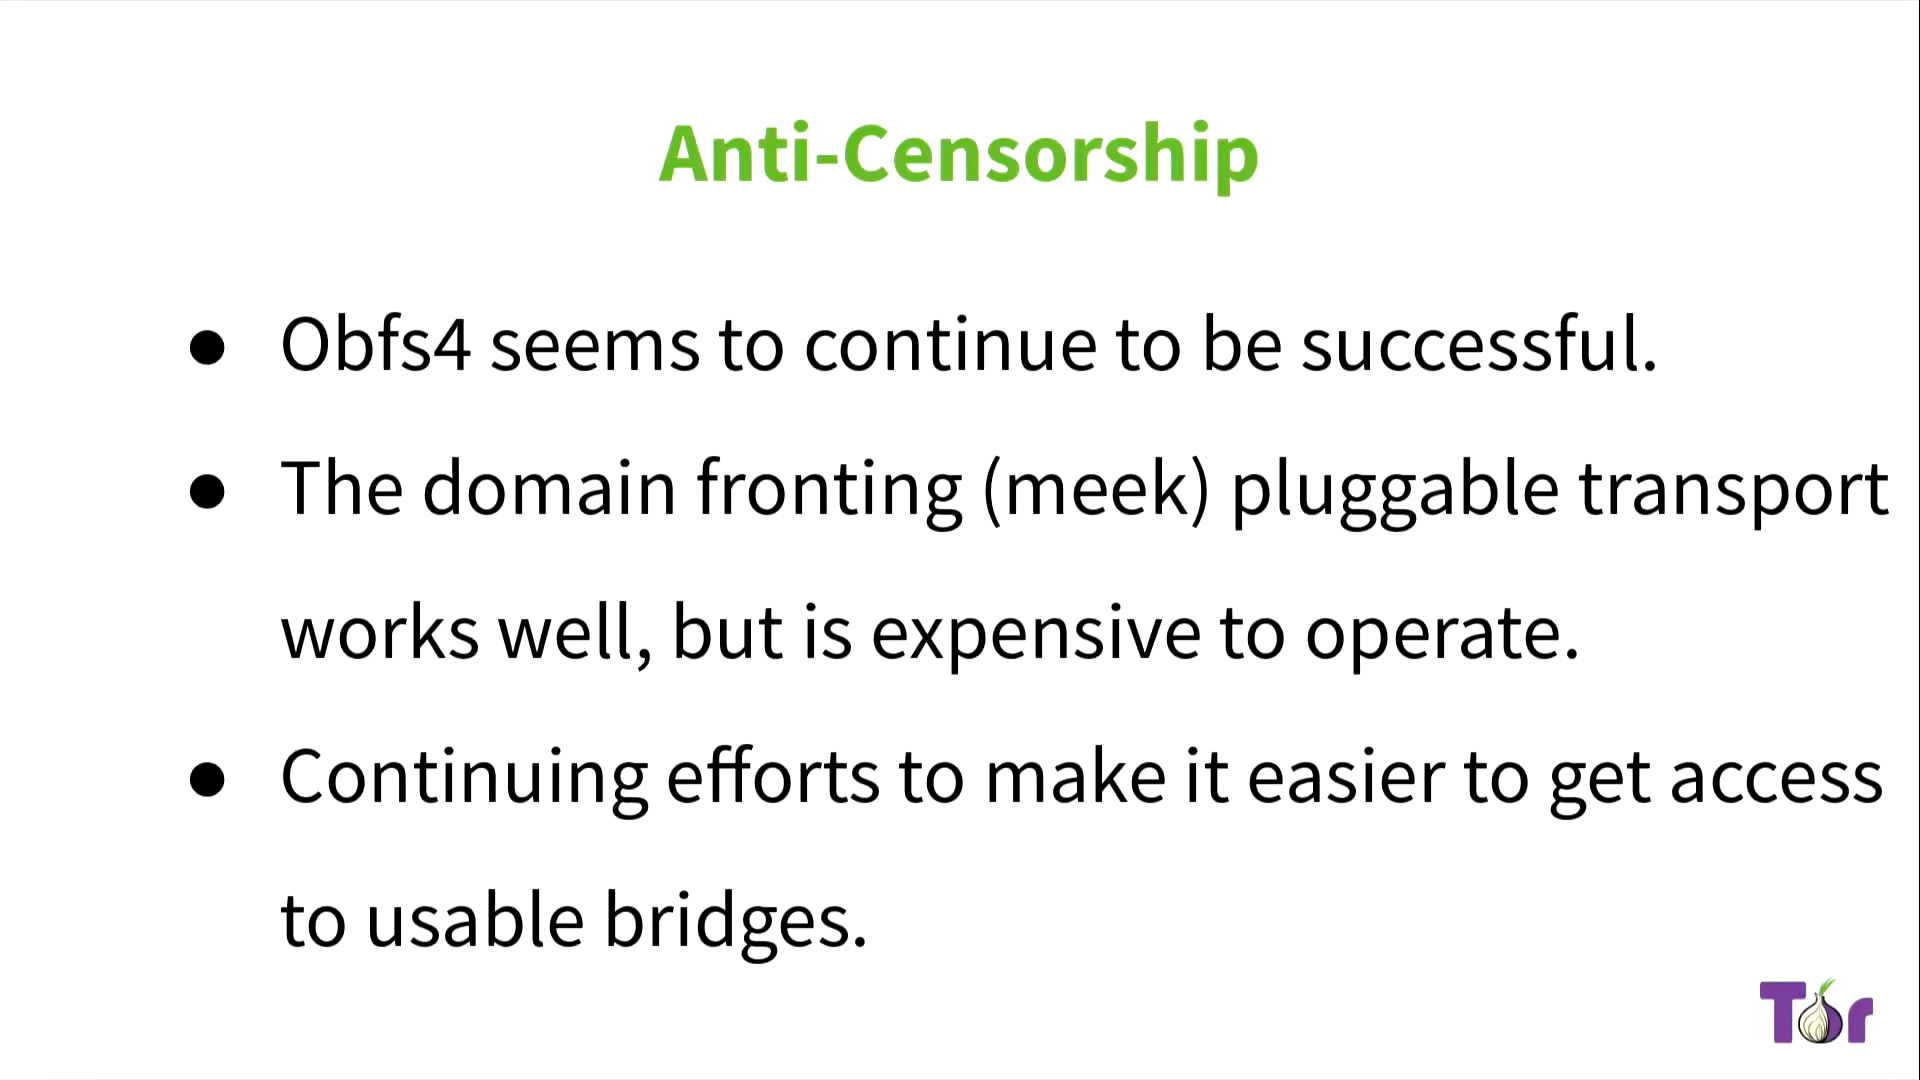 Anti-Censorship
● Obfs4 seems to continue to be successful.
● The domain fronting (meek) pluggable transport
works well, but is expensive to operate.
● Continuing efforts to make it easier to get access
to usable bridges.
Tor